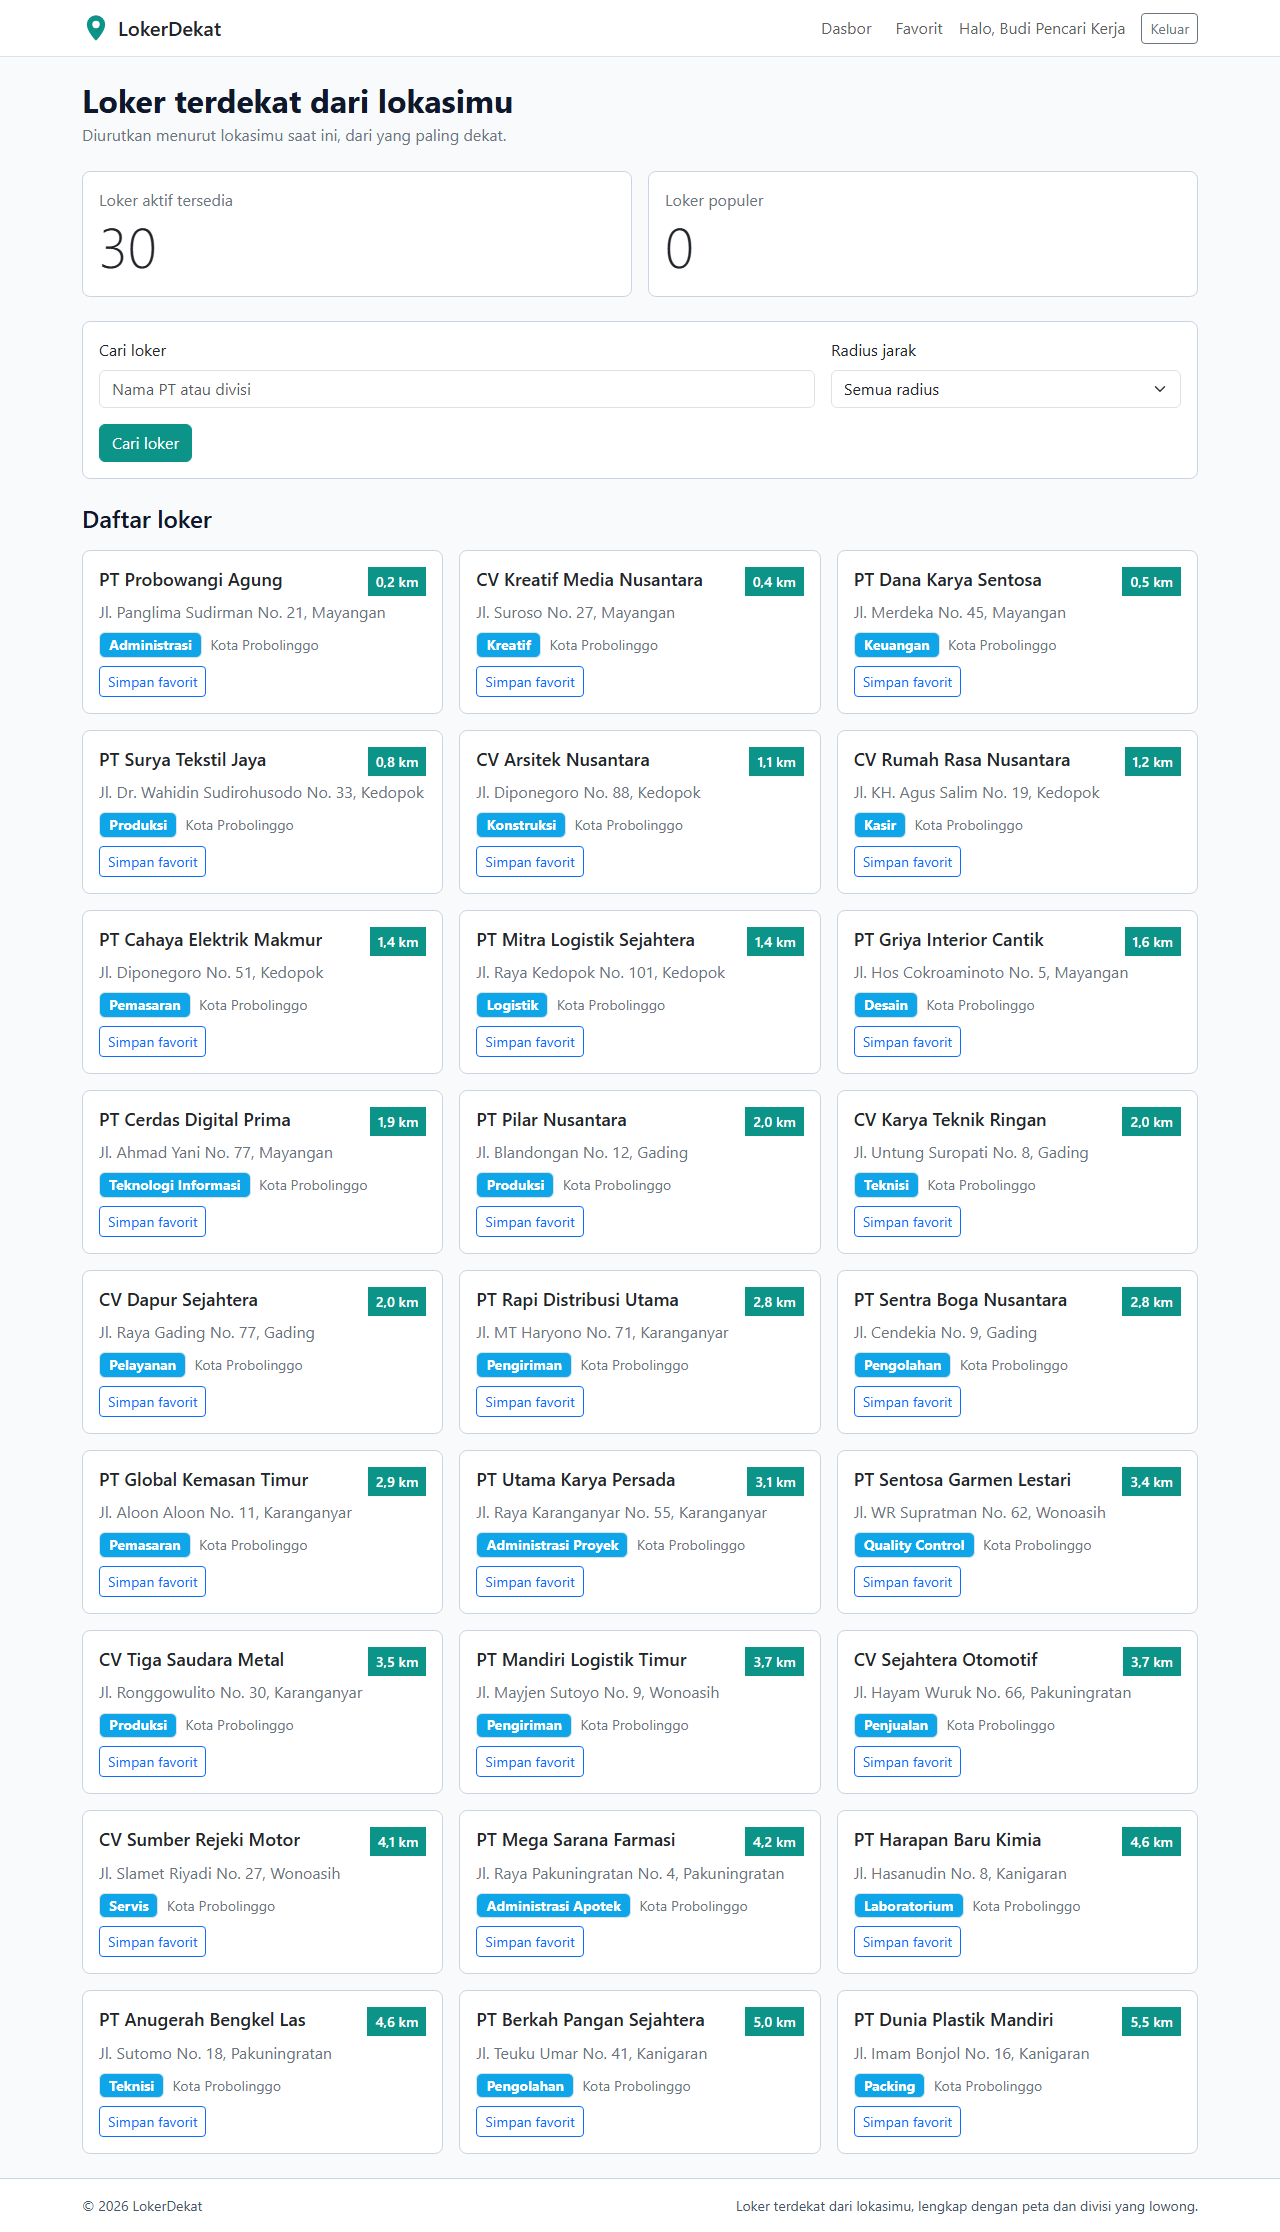 LokerDekat
Dasbor Favorit Halo, Budi Pencari Kerja Keluar
Loker terdekat dari lokasimu
Diurutkan menurut lokasimu saat ini, dari yang paling dekat.
Loker aktif tersedia
30
Loker populer
0
Cari loker
Nama PT atau divisi
Radius jarak
Semua radius
Cari loker
Daftar loker
PT Probowangi Agung 0,2 km
Jl. Panglima Sudirman No. 21, Mayangan
Administrasi Kota Probolinggo
Simpan favorit
CV Kreatif Media Nusantara 0,4 km
Jl. Suroso No. 27, Mayangan
Kreatif Kota Probolinggo
Simpan favorit
PT Dana Karya Sentosa 0,5 km
Jl. Merdeka No. 45, Mayangan
Keuangan Kota Probolinggo
Simpan favorit
PT Surya Tekstil Jaya 0,8 km
Jl. Dr. Wahidin Sudirohusodo No. 33, Kedopok
Produksi Kota Probolinggo
Simpan favorit
CV Arsitek Nusantara 1,1 km
Jl. Diponegoro No. 88, Kedopok
Konstruksi Kota Probolinggo
Simpan favorit
CV Rumah Rasa Nusantara 1,2 km
Jl. KH. Agus Salim No. 19, Kedopok
Kasir Kota Probolinggo
Simpan favorit
PT Cahaya Elektrik Makmur 1,4 km
Jl. Diponegoro No. 51, Kedopok
Pemasaran Kota Probolinggo
Simpan favorit
PT Mitra Logistik Sejahtera 1,4 km
Jl. Raya Kedopok No. 101, Kedopok
Logistik Kota Probolinggo
Simpan favorit
PT Griya Interior Cantik 1,6 km
Jl. Hos Cokroaminoto No. 5, Mayangan
Desain Kota Probolinggo
Simpan favorit
PT Cerdas Digital Prima 1,9 km
Jl. Ahmad Yani No. 77, Mayangan
Teknologi Informasi Kota Probolinggo
Simpan favorit
PT Pilar Nusantara 2,0 km
Jl. Blandongan No. 12, Gading
Produksi Kota Probolinggo
Simpan favorit
CV Karya Teknik Ringan 2,0 km
Jl. Untung Suropati No. 8, Gading
Teknisi Kota Probolinggo
Simpan favorit
CV Dapur Sejahtera 2,0 km
Jl. Raya Gading No. 77, Gading
Pelayanan Kota Probolinggo
Simpan favorit
PT Rapi Distribusi Utama 2,8 km
Jl. MT Haryono No. 71, Karanganyar
Pengiriman Kota Probolinggo
Simpan favorit
PT Sentra Boga Nusantara 2,8 km
Jl. Cendekia No. 9, Gading
Pengolahan Kota Probolinggo
Simpan favorit
PT Global Kemasan Timur 2,9 km
Jl. Aloon Aloon No. 11, Karanganyar
Pemasaran Kota Probolinggo
Simpan favorit
PT Utama Karya Persada 3,1 km
Jl. Raya Karanganyar No. 55, Karanganyar
Administrasi Proyek Kota Probolinggo
Simpan favorit
PT Sentosa Garmen Lestari 3,4 km
Jl. WR Supratman No. 62, Wonoasih
Quality Control Kota Probolinggo
Simpan favorit
CV Tiga Saudara Metal 3,5 km
Jl. Ronggowulito No. 30, Karanganyar
Produksi Kota Probolinggo
Simpan favorit
PT Mandiri Logistik Timur 3,7 km
Jl. Mayjen Sutoyo No. 9, Wonoasih
Pengiriman Kota Probolinggo
Simpan favorit
CV Sejahtera Otomotif 3,7 km
Jl. Hayam Wuruk No. 66, Pakuningratan
Penjualan Kota Probolinggo
Simpan favorit
CV Sumber Rejeki Motor 4,1 km
Jl. Slamet Riyadi No. 27, Wonoasih
Servis Kota Probolinggo
Simpan favorit
PT Mega Sarana Farmasi 4,2 km
Jl. Raya Pakuningratan No. 4, Pakuningratan
Administrasi Apotek Kota Probolinggo
Simpan favorit
PT Harapan Baru Kimia 4,6 km
Jl. Hasanudin No. 8, Kanigaran
Laboratorium Kota Probolinggo
Simpan favorit
PT Anugerah Bengkel Las 4,6 km
Jl. Sutomo No. 18, Pakuningratan
Teknisi Kota Probolinggo
Simpan favorit
PT Berkah Pangan Sejahtera 5,0 km
Jl. Teuku Umar No. 41, Kanigaran
Pengolahan Kota Probolinggo
Simpan favorit
PT Dunia Plastik Mandiri 5,5 km
Jl. Imam Bonjol No. 16, Kanigaran
Packing Kota Probolinggo
Simpan favorit
© 2026 LokerDekat
Loker terdekat dari lokasimu, lengkap dengan peta dan divisi yang lowong.